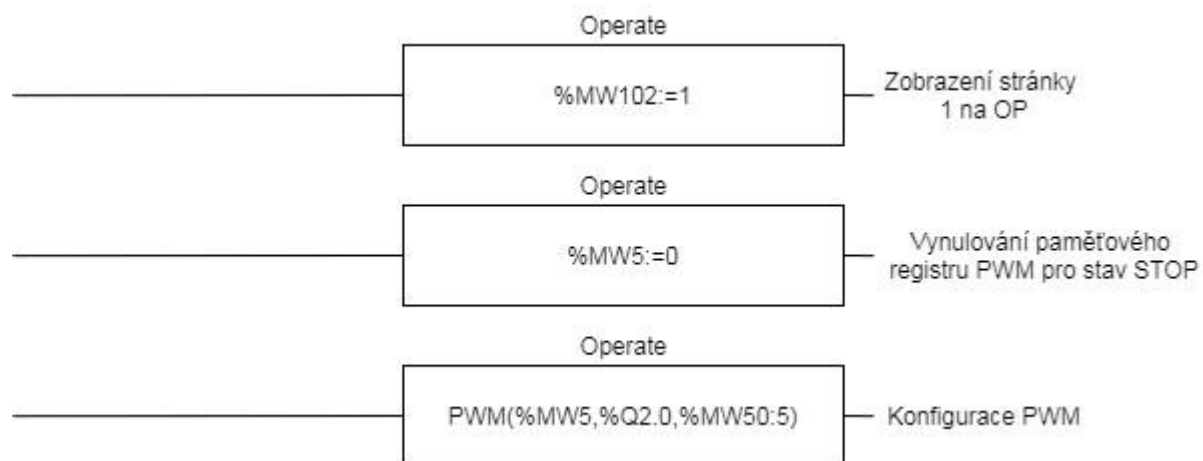 Operate
%MW102:=1
Zobrazení stránky
1 na OP
Operate
%MW5:=0
Vynulování paměťového
registru PWM pro stav STOP
Operate
PWM(%MW5,%Q2.0,%MW50:5)
Konfigurace PWM